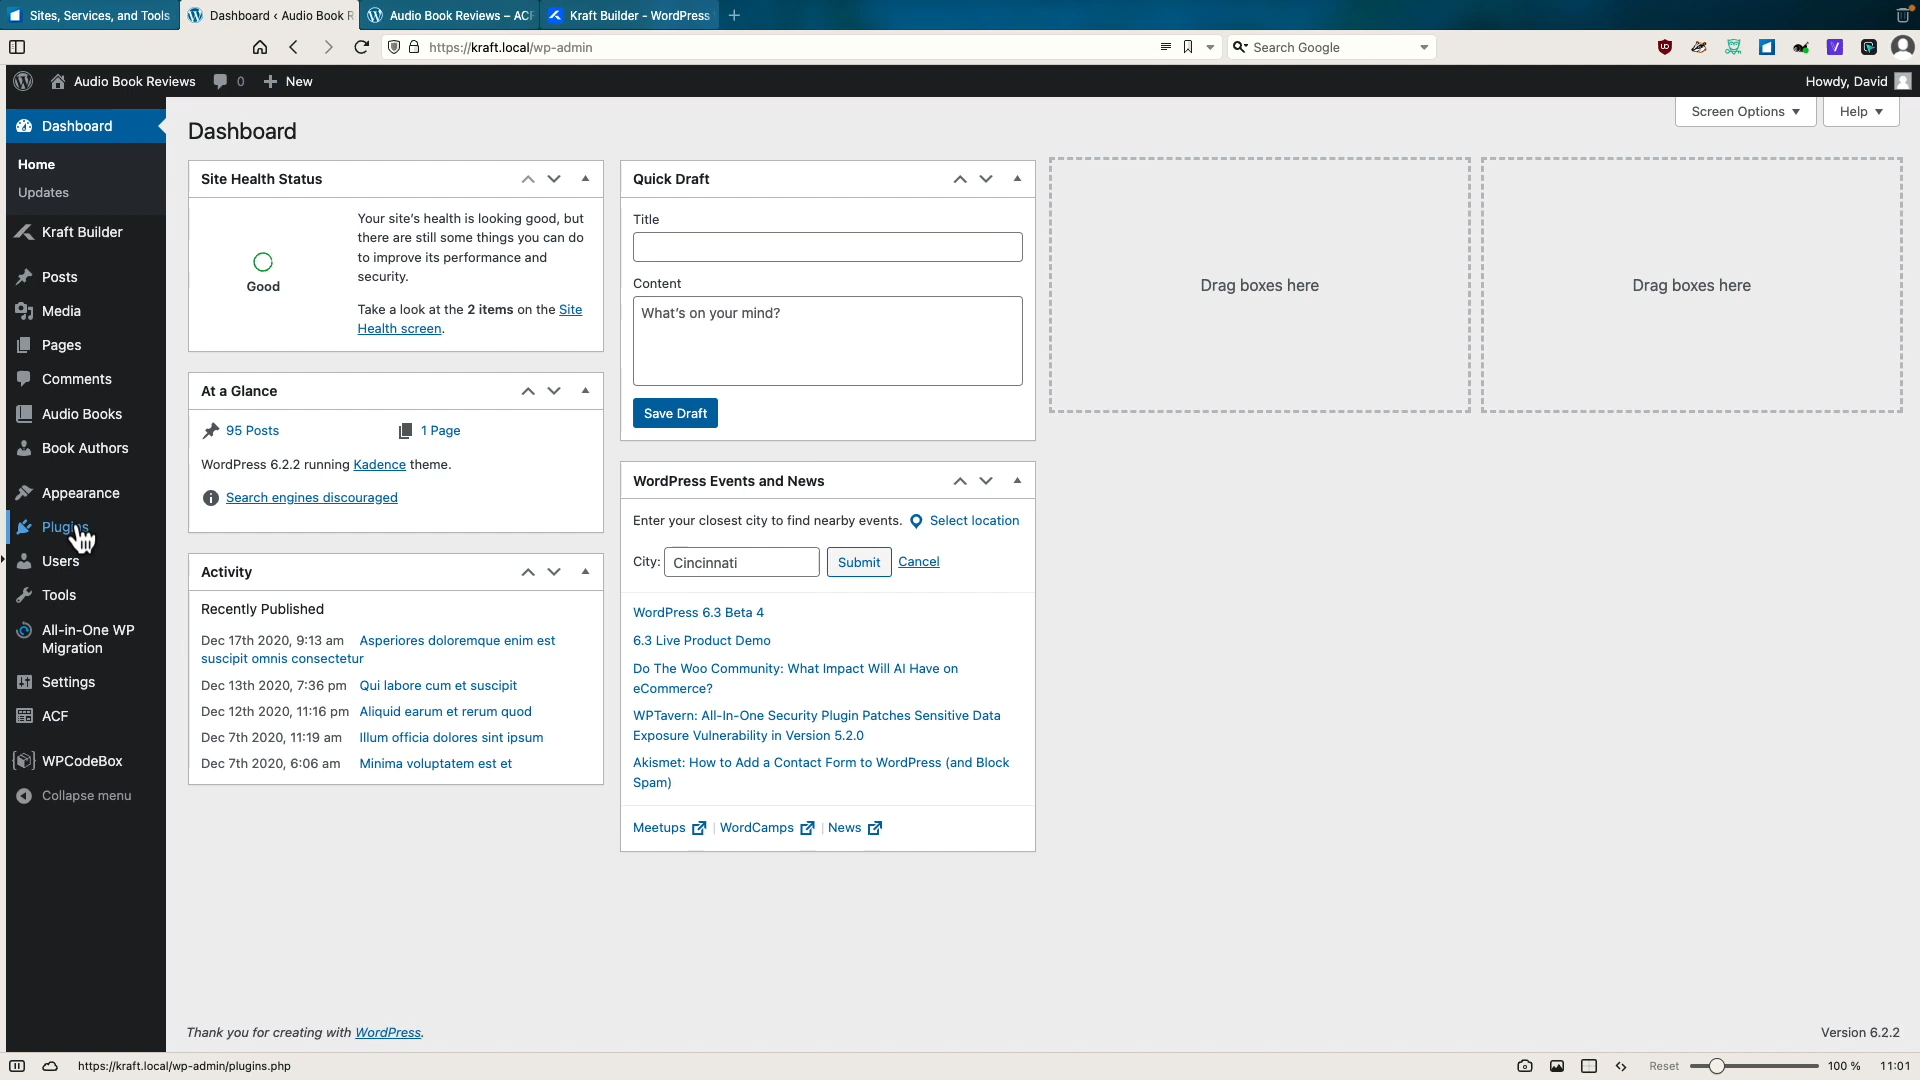 Sites, Services, and Tools
Dashboard ‹ Audio Book R
Audio Book Reviews – ACF
Kraft Builder - WordPress
https://kraft.local/wp-admin
Search Google
Audio Book Reviews
0
New
Howdy, David
Dashboard
Home
Updates
Kraft Builder
Posts
Media
Pages
Comments
Audio Books
Book Authors
Appearance
Plugins
Users
Tools
All-in-One WP
Migration
Settings
ACF
WPCodeBox
Collapse menu
Screen Options
Help
Dashboard
Site Health Status
Good
Your site's health is looking good, but
there are still some things you can do
to improve its performance and
security.
Take a look at the 2 items on the Site
Health screen.
At a Glance
95 Posts
1 Page
WordPress 6.2.2 running Kadence theme.
Search engines discouraged
Activity
Recently Published
Dec 17th 2020, 9:13 am Asperiores doloremque enim est
suscipit omnis consectetur
Dec 13th 2020, 7:36 pm Qui labore cum et suscipit
Dec 12th 2020, 11:16 pm Aliquid earum et rerum quod
Dec 7th 2020, 11:19 am Illum officia dolores sint ipsum
Dec 7th 2020, 6:06 am Minima voluptatem est et
Quick Draft
Title
Content
What's on your mind?
Save Draft
WordPress Events and News
Enter your closest city to find nearby events. Select location
City: Cincinnati Submit Cancel
WordPress 6.3 Beta 4
6.3 Live Product Demo
Do The Woo Community: What Impact Will AI Have on
eCommerce?
WPTavern: All-In-One Security Plugin Patches Sensitive Data
Exposure Vulnerability in Version 5.2.0
Akismet: How to Add a Contact Form to WordPress (and Block
Spam)
Meetups | WordCamps | News
Drag boxes here
Drag boxes here
Thank you for creating with WordPress.
Version 6.2.2
https://kraft.local/wp-admin/plugins.php
Reset
100 %
11:01